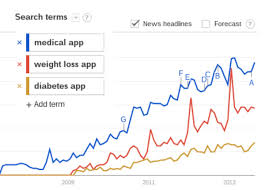 Search terms ?
News headlines
Forecast ?
× medical app
× weight loss app
× diabetes app
+ Add term
F
E
D
C
B
A
G
2009
2011
2013